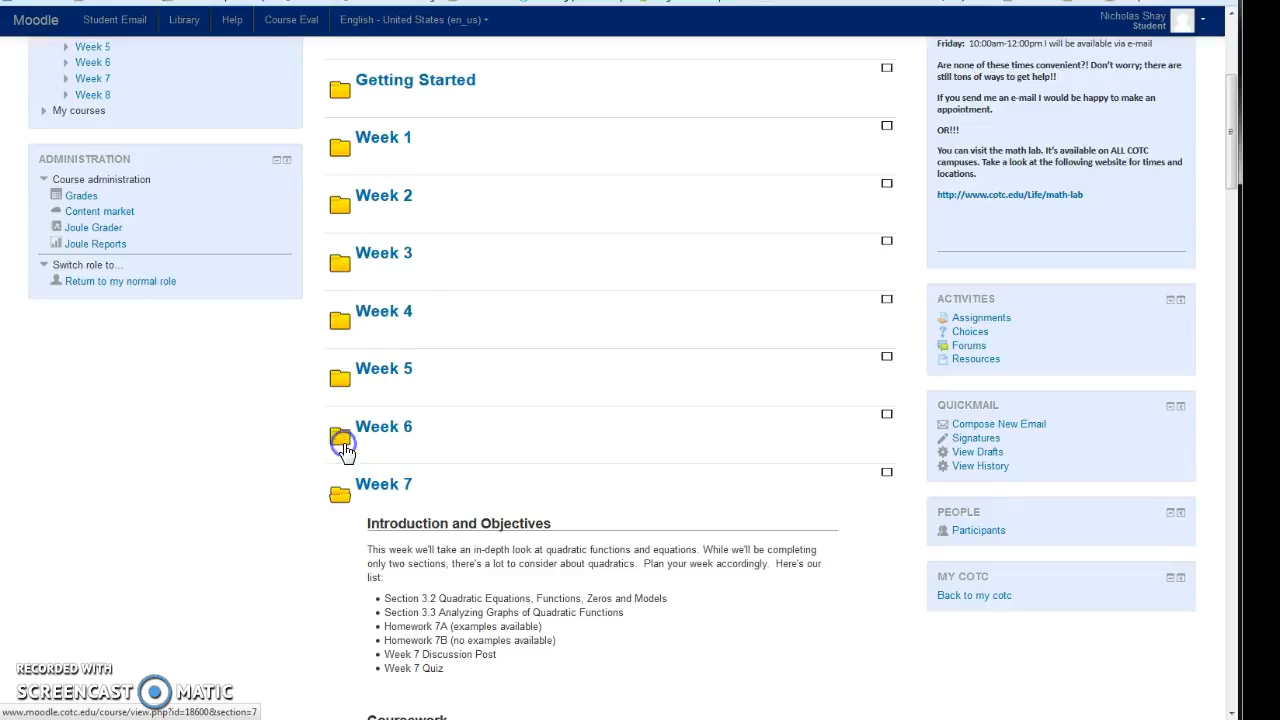 Moodle Student Email Library Help Course Eval English - United States (en_us)
Nicholas Shay
Student
Week 5
Week 6
Week 7
Week 8
My courses
ADMINISTRATION
Course administration
Grades
Content market
Joule Grader
Joule Reports
Switch role to...
Return to my normal role
Getting Started
Week 1
Week 2
Week 3
Week 4
Week 5
Week 6
Week 7
Introduction and Objectives
This week we'll take an in-depth look at quadratic functions and equations. While we'll be completing
only two sections, there's a lot to consider about quadratics. Plan your week accordingly. Here's our
list:
Section 3.2 Quadratic Equations, Functions, Zeros and Models
Section 3.3 Analyzing Graphs of Quadratic Functions
Homework 7A (examples available)
Homework 7B (no examples available)
Week 7 Discussion Post
Week 7 Quiz
Coursework
Friday: 10:00am-12:00pm I will be available via e-mail
Are none of these times convenient?! Don't worry; there are
still tons of ways to get help!!
If you send me an e-mail I would be happy to make an
appointment.
OR!!!
You can visit the math lab. It's available on ALL COTC
campuses. Take a look at the following website for times and
locations.
http://www.cotc.edu/Life/math-lab
ACTIVITIES
Assignments
Choices
Forums
Resources
QUICKMAIL
Compose New Email
Signatures
View Drafts
View History
PEOPLE
Participants
MY COTC
Back to my cotc
RECORDED WITH
SCREENCAST MATIC
www.moodle.cotc.edu/course/view.php?id=18600&section=7